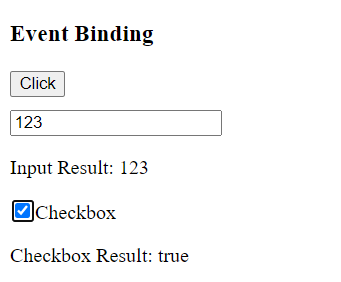 Event Binding
Click
123
Input Result: 123
Checkbox
Checkbox Result: true